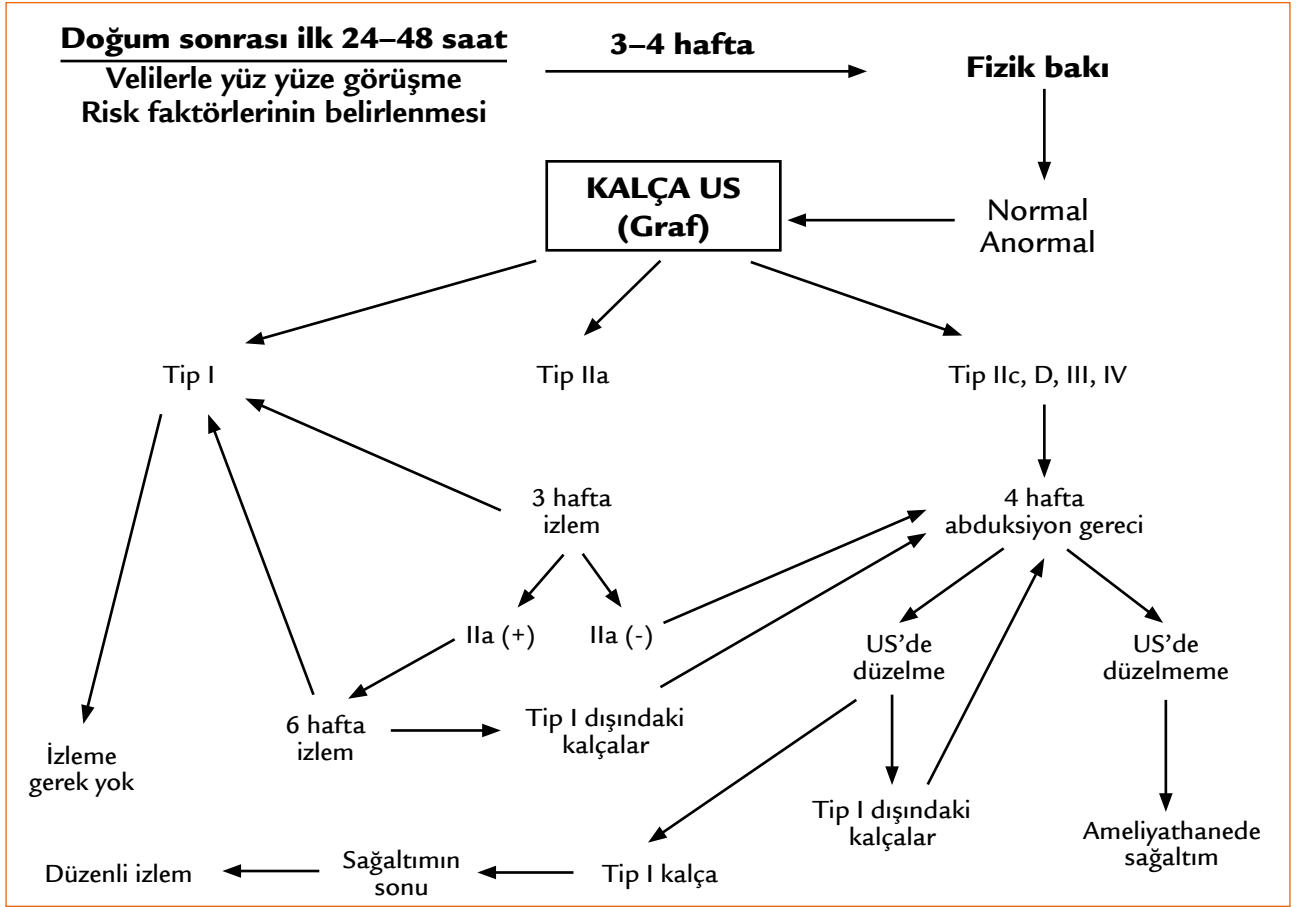 Doğum sonrası ilk 24–48 saat
Velilerle yüz yüze görüşme
Risk faktörlerinin belirlenmesi
3–4 hafta
Fizik bakı
Normal
Anormal
KALÇA US
(Graf)
Tip I
Tip IIa
Tip IIc, D, III, IV
3 hafta
izlem
4 hafta
abduksiyon gereci
IIa (+)
IIa (-)
US’de
düzelme
US’de
düzelmeme
6 hafta
izlem
Tip I dışındaki
kalçalar
İzleme
gerek yok
Tip I dışındaki
kalçalar
Ameliyathanede
sağaltım
Düzenli izlem
Sağaltımın
sonu
Tip I kalça